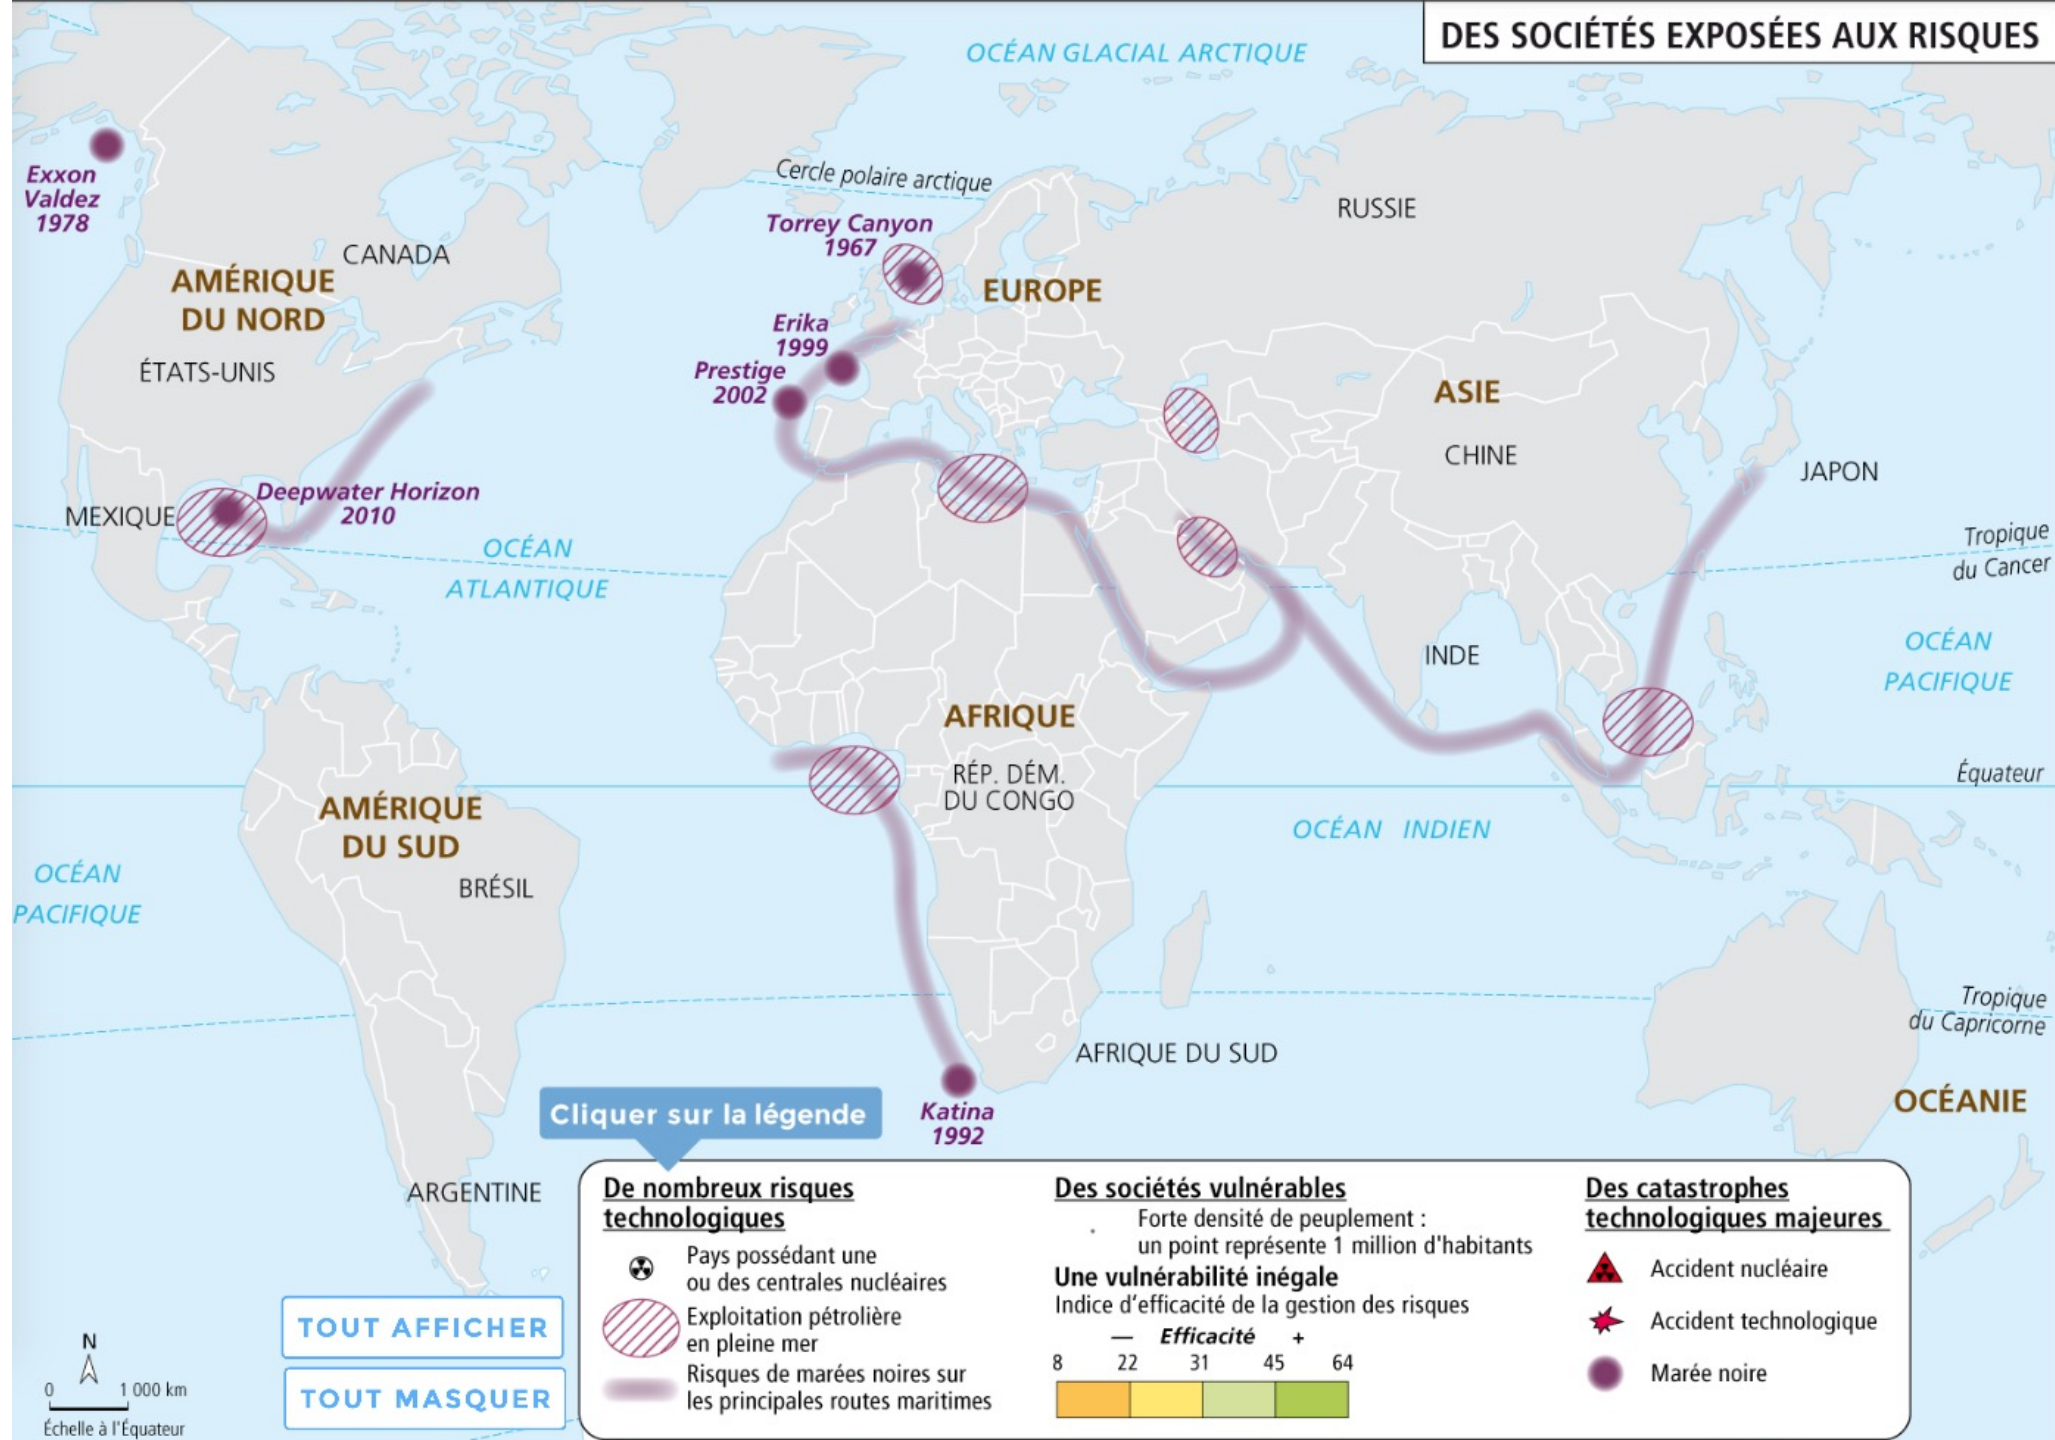 DES SOCIÉTÉS EXPOSÉES AUX RISQUES
OCÉAN GLACIAL ARCTIQUE
Cercle polaire arctique
Exxon
Valdez
1978
CANADA
AMÉRIQUE
DU NORD
ÉTATS-UNIS
Torrey Canyon
1967
RUSSIE
EUROPE
Erika
1999
Prestige
2002
ASIE
CHINE
JAPON
MEXIQUE
Deepwater Horizon
2010
OCÉAN
ATLANTIQUE
Tropique
du Cancer
OCÉAN
PACIFIQUE
INDE
AFRIQUE
RÉP. DÉM.
DU CONGO
Équateur
AMÉRIQUE
DU SUD
BRÉSIL
OCÉAN INDIEN
OCÉAN
PACIFIQUE
Tropique
du Capricorne
AFRIQUE DU SUD
OCÉANIE
Katina
1992
ARGENTINE
Cliquer sur la légende
De nombreux risques
technologiques
Pays possédant une
ou des centrales nucléaires
Exploitation pétrolière
en pleine mer
Risques de marées noires sur
les principales routes maritimes
Des sociétés vulnérables
Forte densité de peuplement :
un point représente 1 million d'habitants
Une vulnérabilité inégale
Indice d'efficacité de la gestion des risques
— Efficacité +
8 22 31 45 64
Des catastrophes
technologiques majeures
Accident nucléaire
Accident technologique
Marée noire
TOUT AFFICHER
TOUT MASQUER
N
0 1 000 km
Échelle à l'Équateur